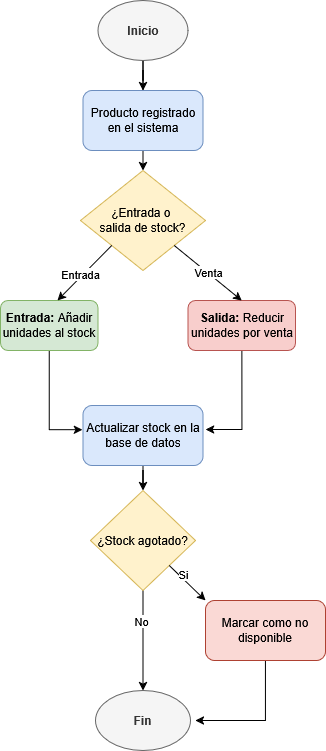 Inicio
Producto registrado
en el sistema
¿Entrada o
salida de stock?
Entrada
Venta
Entrada: Añadir
unidades al stock
Salida: Reducir
unidades por venta
Actualizar stock en la
base de datos
¿Stock agotado?
Si
No
Marcar como no
disponible
Fin